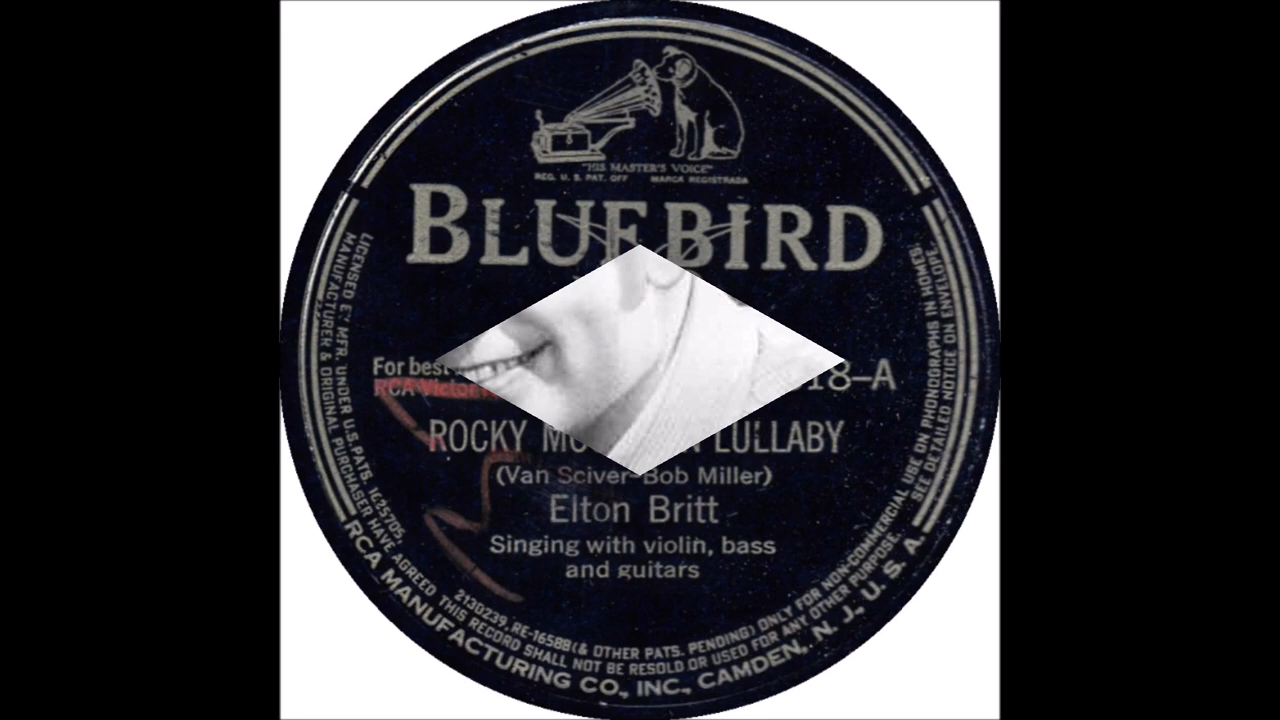 "HIS MASTER'S VOICE"
REG. U. S. PAT. OFF MARCA REGISTRADA
BLUEBIRD
For best
RCA Victor
18-A
ROCKY LULLABY
(Van Sciver-Bob Miller)
Elton Britt
Singing with violin, bass
and guitars
LICENSED BY MFR. UNDER U.S. PATS. 1625705, 2130239, RE-16588 (& OTHER PATS. PENDING) ONLY FOR NON-COMMERCIAL USE ON PHONOGRAPHS IN HOMES.
MANUFACTURER & ORIGINAL PURCHASER HAVE AGREED THIS RECORD SHALL NOT BE RESOLD OR USED FOR ANY OTHER PURPOSE. SEE DETAILED NOTICE ON ENVELOPE.
RCA MANUFACTURING CO., INC., CAMDEN, N. J., U. S. A.